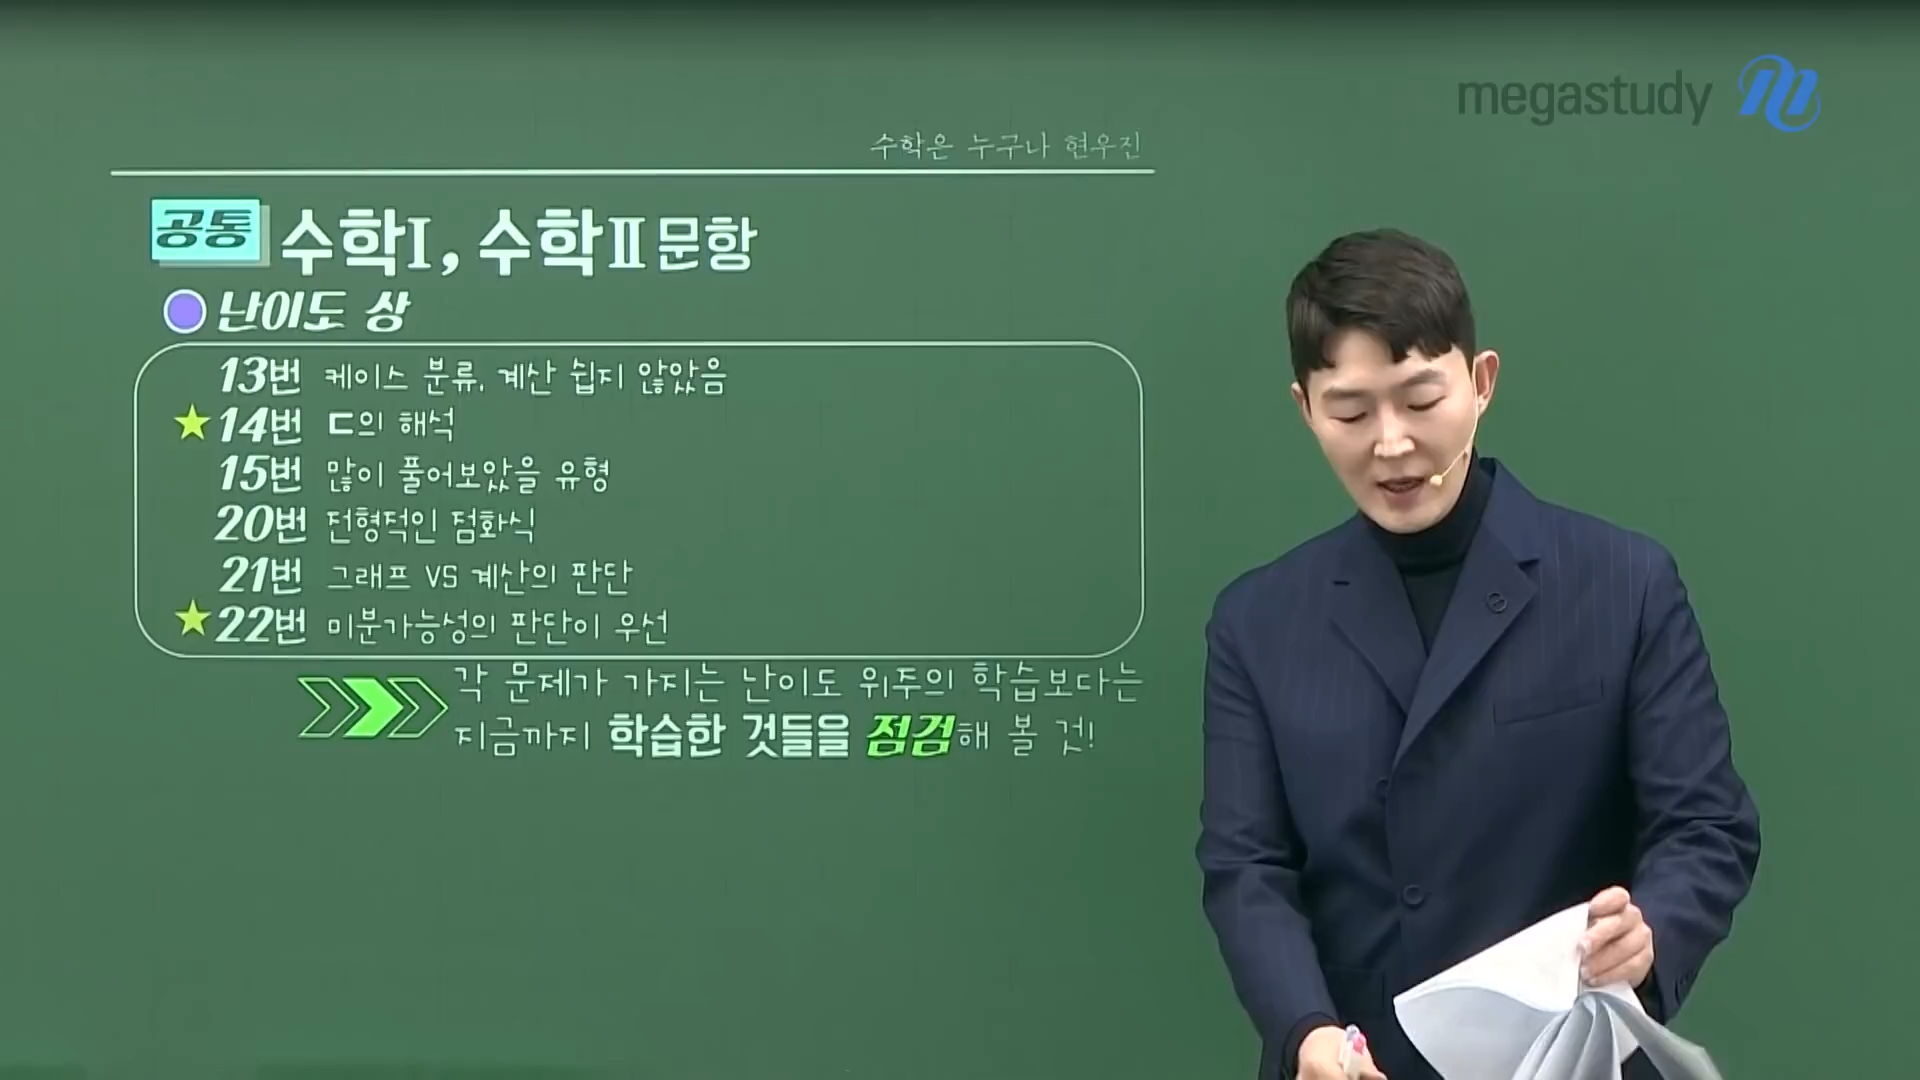 megastudy
수학은 누구나 현우진
공통 수학Ⅰ, 수학Ⅱ 문항
난이도 상
13번 케이스 분류, 계산 쉽지 않았음
★ 14번 ㄷ의 해석
15번 많이 풀어보았을 유형
20번 전형적인 점화식
21번 그래프 VS 계산의 판단
★ 22번 미분가능성의 판단이 우선
각 문제가 가지는 난이도 위주의 학습보다는
지금까지 학습한 것들을 점검해 볼 것!